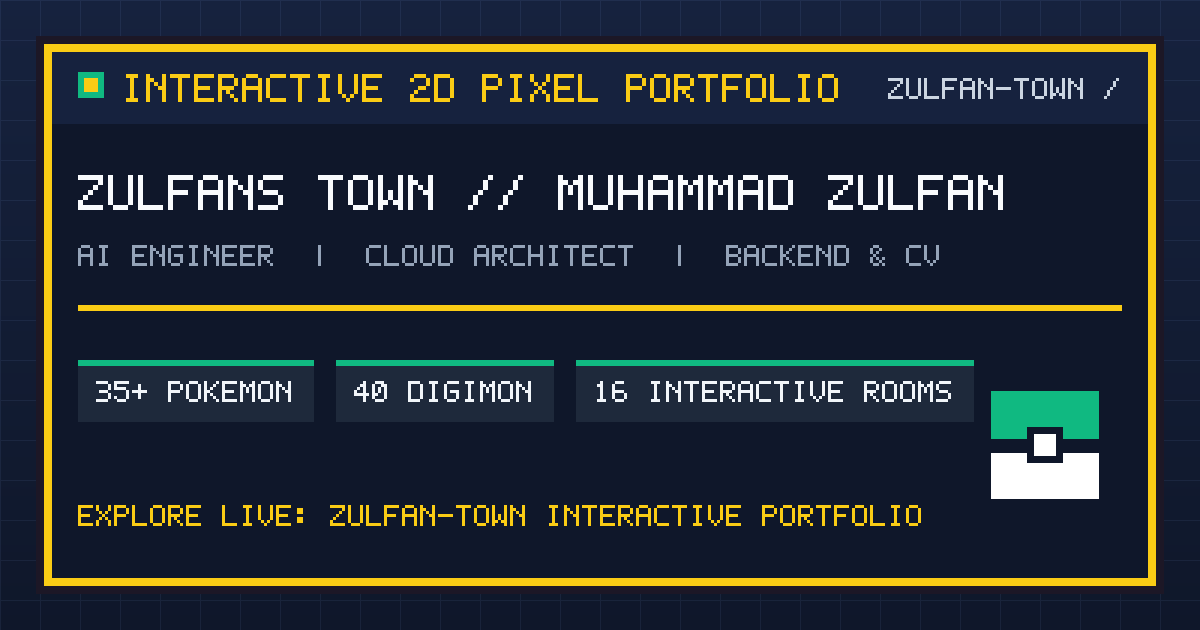 INTERACTIVE 2D PIXEL PORTFOLIO ZULFAN-TOWN /
ZULFANS TOWN // MUHAMMAD ZULFAN
AI ENGINEER | CLOUD ARCHITECT | BACKEND & CV
35+ POKEMON 40 DIGIMON 16 INTERACTIVE ROOMS
EXPLORE LIVE: ZULFAN-TOWN INTERACTIVE PORTFOLIO